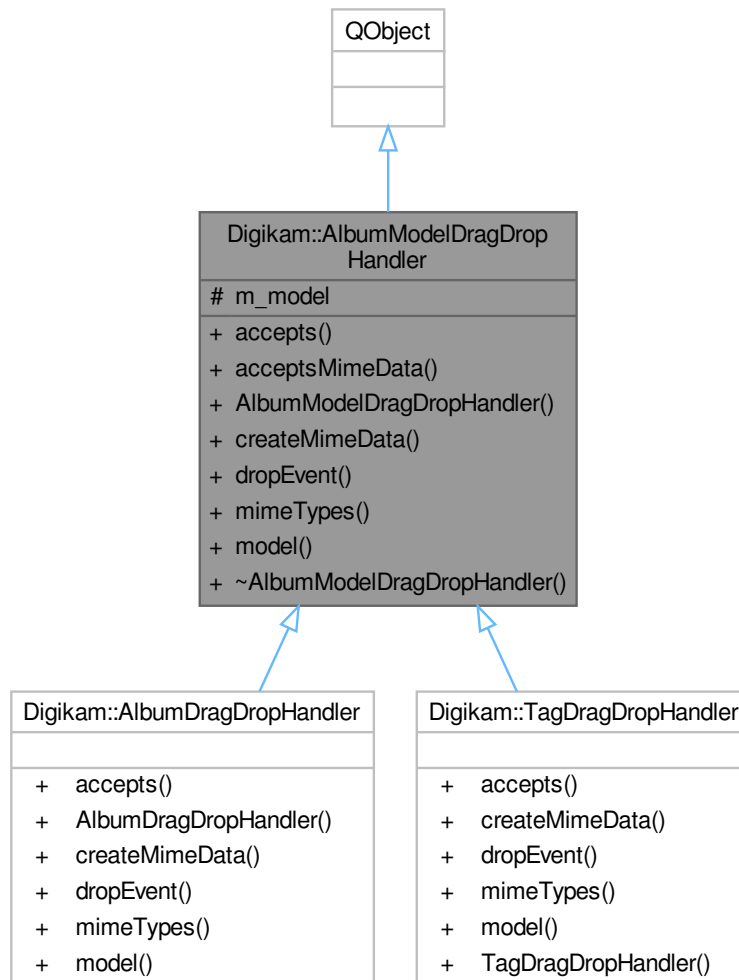 QObject
Digikam::AlbumModelDragDrop
Handler
# m_model
+ accepts()
+ acceptsMimeData()
+ AlbumModelDragDropHandler()
+ createMimeData()
+ dropEvent()
+ mimeTypes()
+ model()
+ ~AlbumModelDragDropHandler()
Digikam::AlbumDragDropHandler
+ accepts()
+ AlbumDragDropHandler()
+ createMimeData()
+ dropEvent()
+ mimeTypes()
+ model()
Digikam::TagDragDropHandler
+ accepts()
+ createMimeData()
+ dropEvent()
+ mimeTypes()
+ model()
+ TagDragDropHandler()